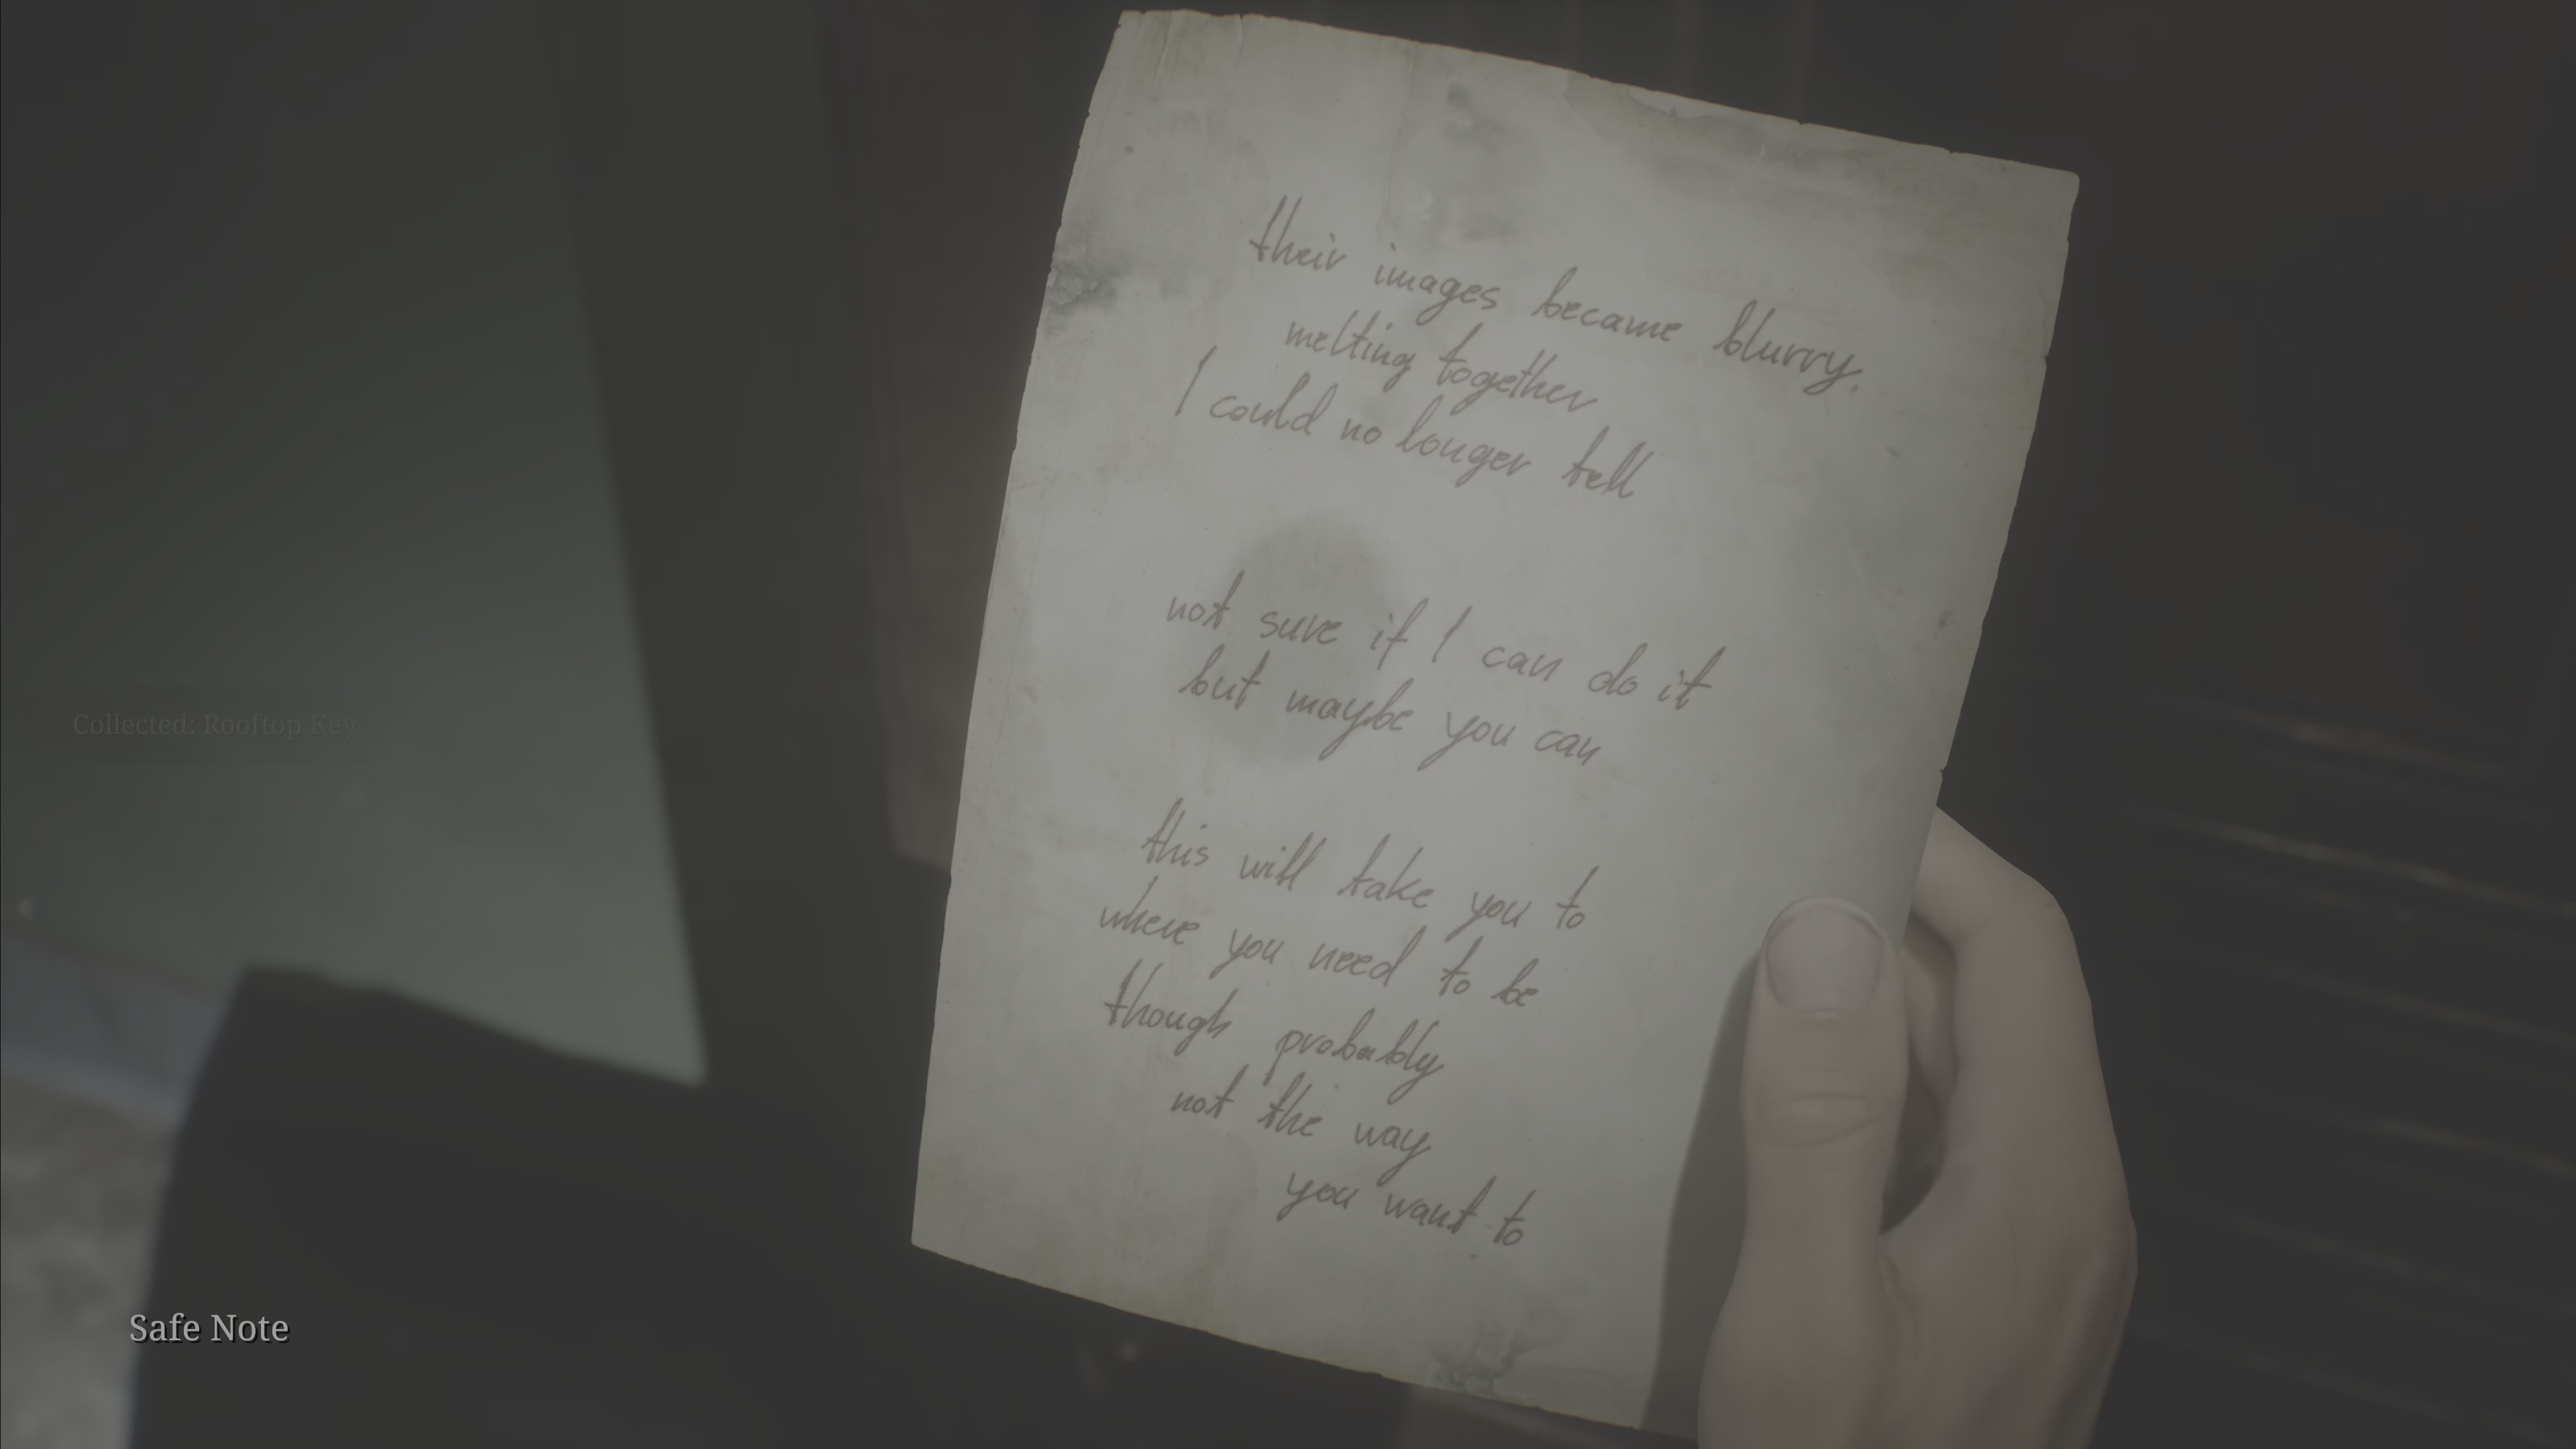 their images became blurry.
melting together
I could no longer tell
not sure if I can do it
but maybe you can
this will take you to
where you need to be
though probably
not the way
you want to
Collected: Rooftop Key
Safe Note